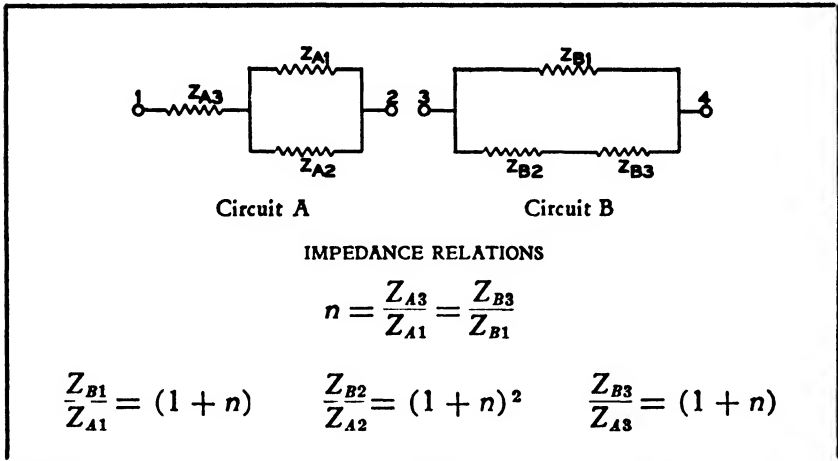 Z_A1 Z_B1
1 Z_A3 2 3 4
Z_A2 Z_B2 Z_B3
Circuit A Circuit B
IMPEDANCE RELATIONS
n = Z_A3/Z_A1 = Z_B3/Z_B1
Z_B1/Z_A1 = (1 + n) Z_B2/Z_A2 = (1 + n)² Z_B3/Z_A3 = (1 + n)